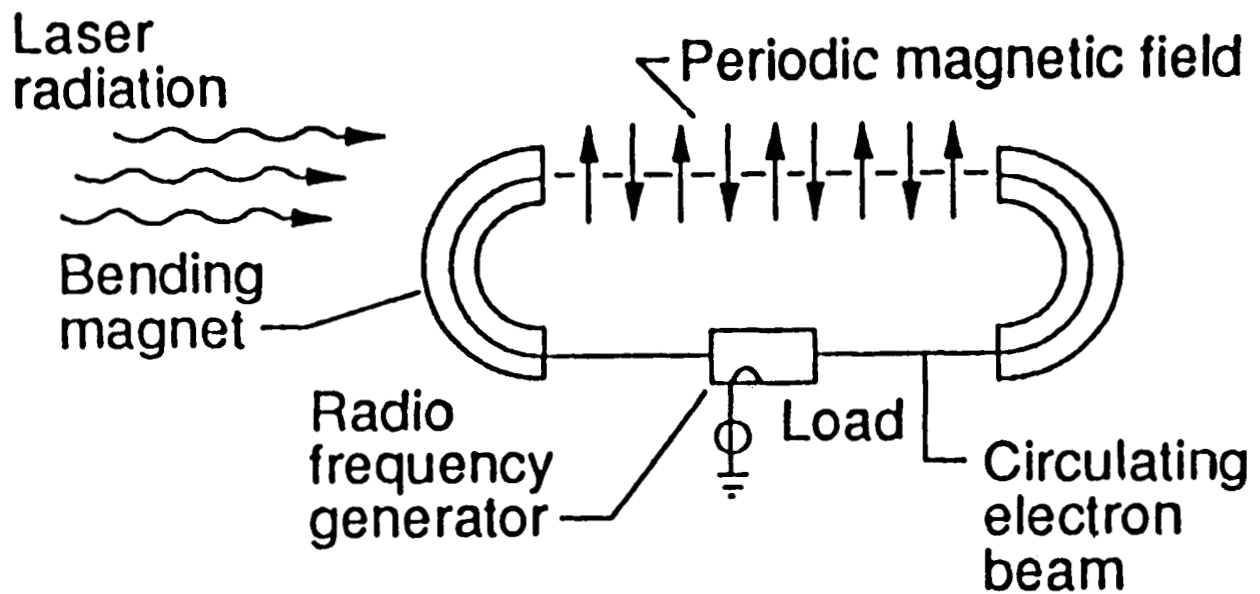 Laser
radiation
Periodic magnetic field
Bending
magnet
Radio
frequency
generator
Load
Circulating
electron
beam